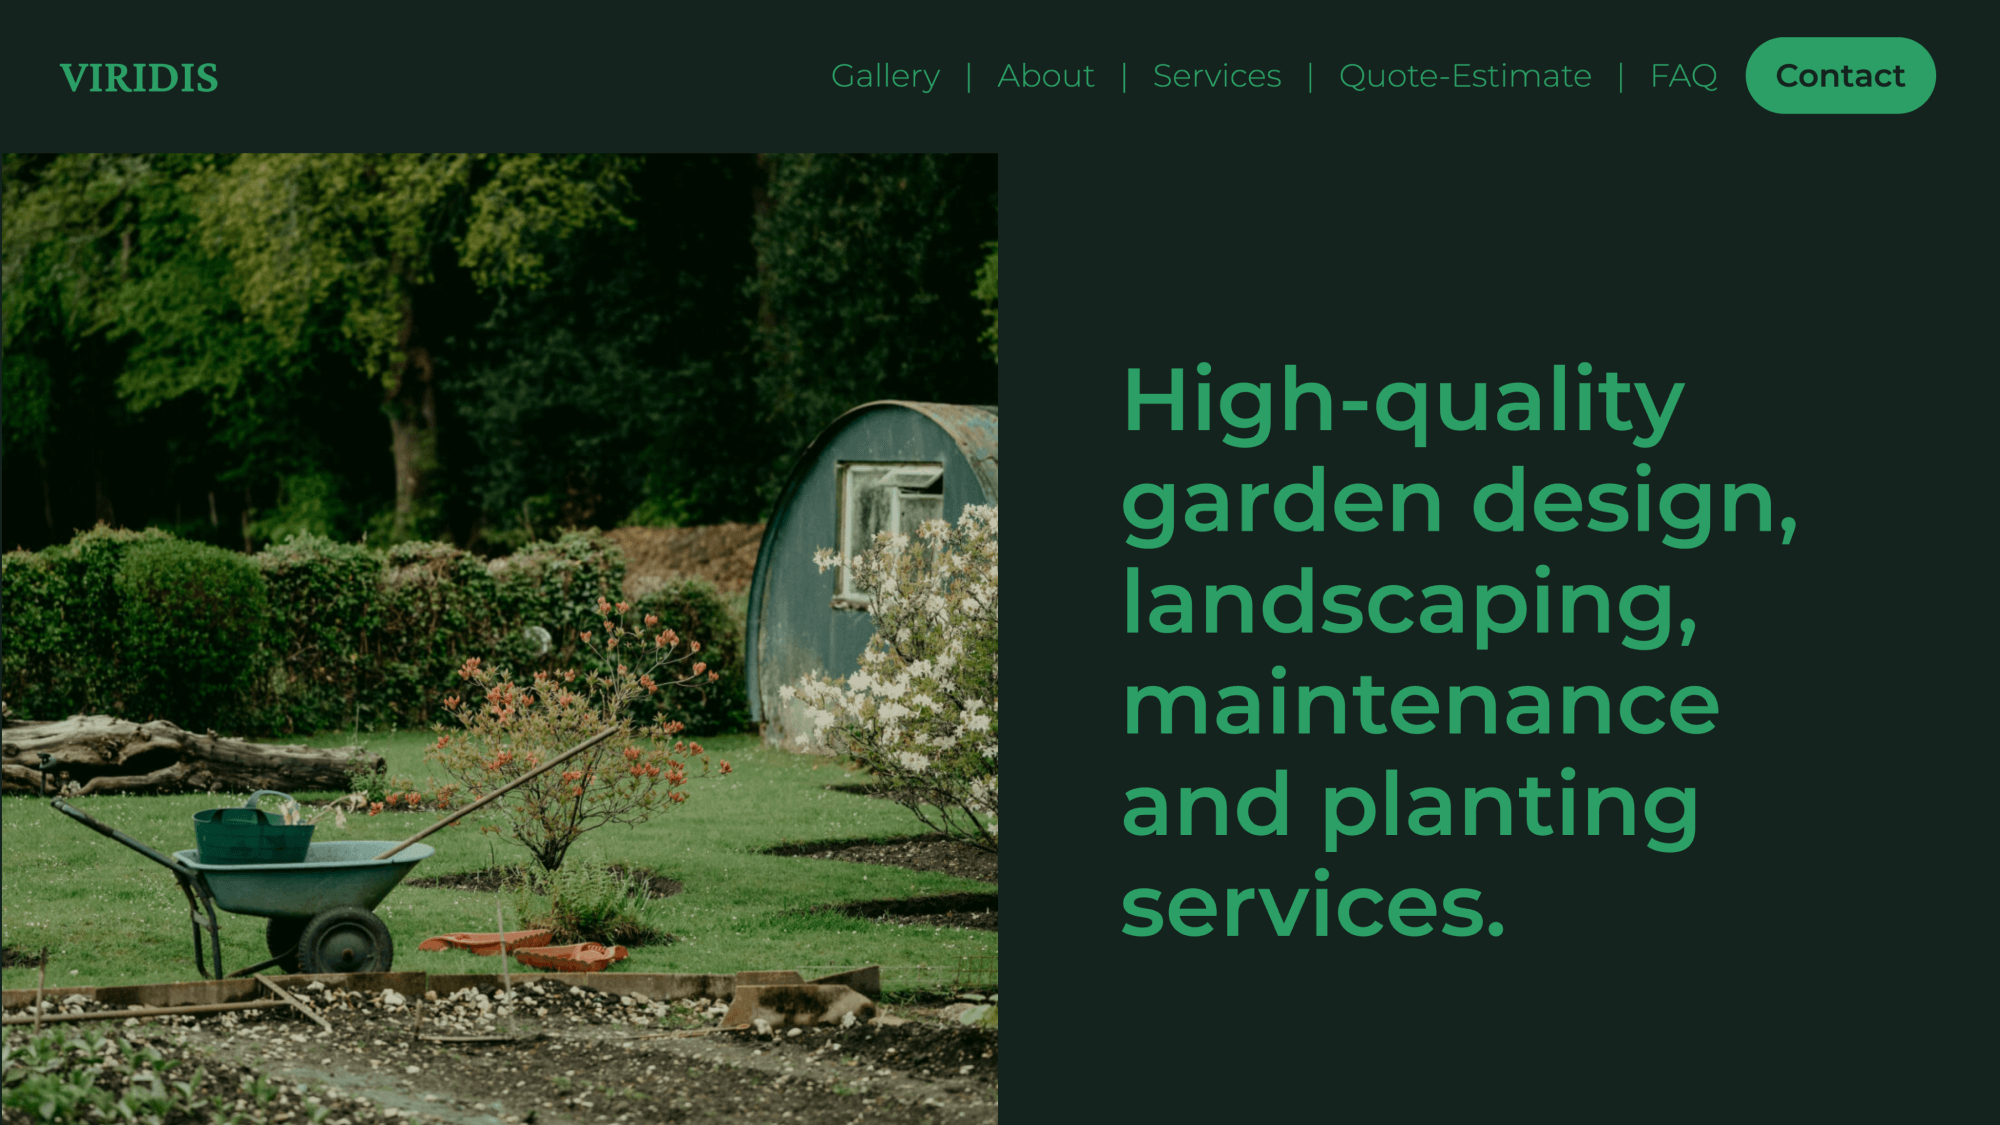 VIRIDIS
Gallery | About | Services | Quote-Estimate | FAQ Contact
High-quality
garden design,
landscaping,
maintenance
and planting
services.